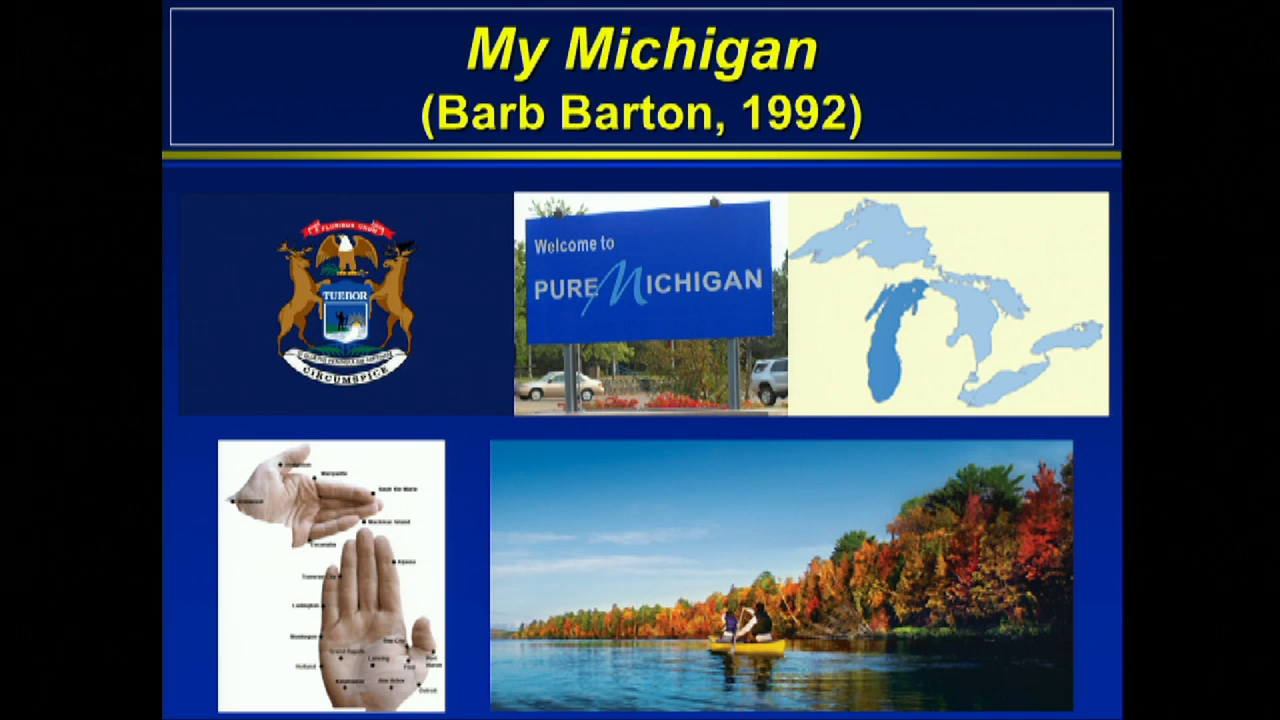 My Michigan
(Barb Barton, 1992)
E PLURIBUS UNUM
TUEBOR
CIRCUMSPICE
Welcome to
PURE MICHIGAN
Marquette
Sault Ste Marie
Mackinac Island
Escanaba
Alpena
Traverse City
Ludington
Muskegon
Bay City
Grand Rapids
Lansing
Holland
Flint
Port
Huron
Kalamazoo
Ann Arbor
Detroit